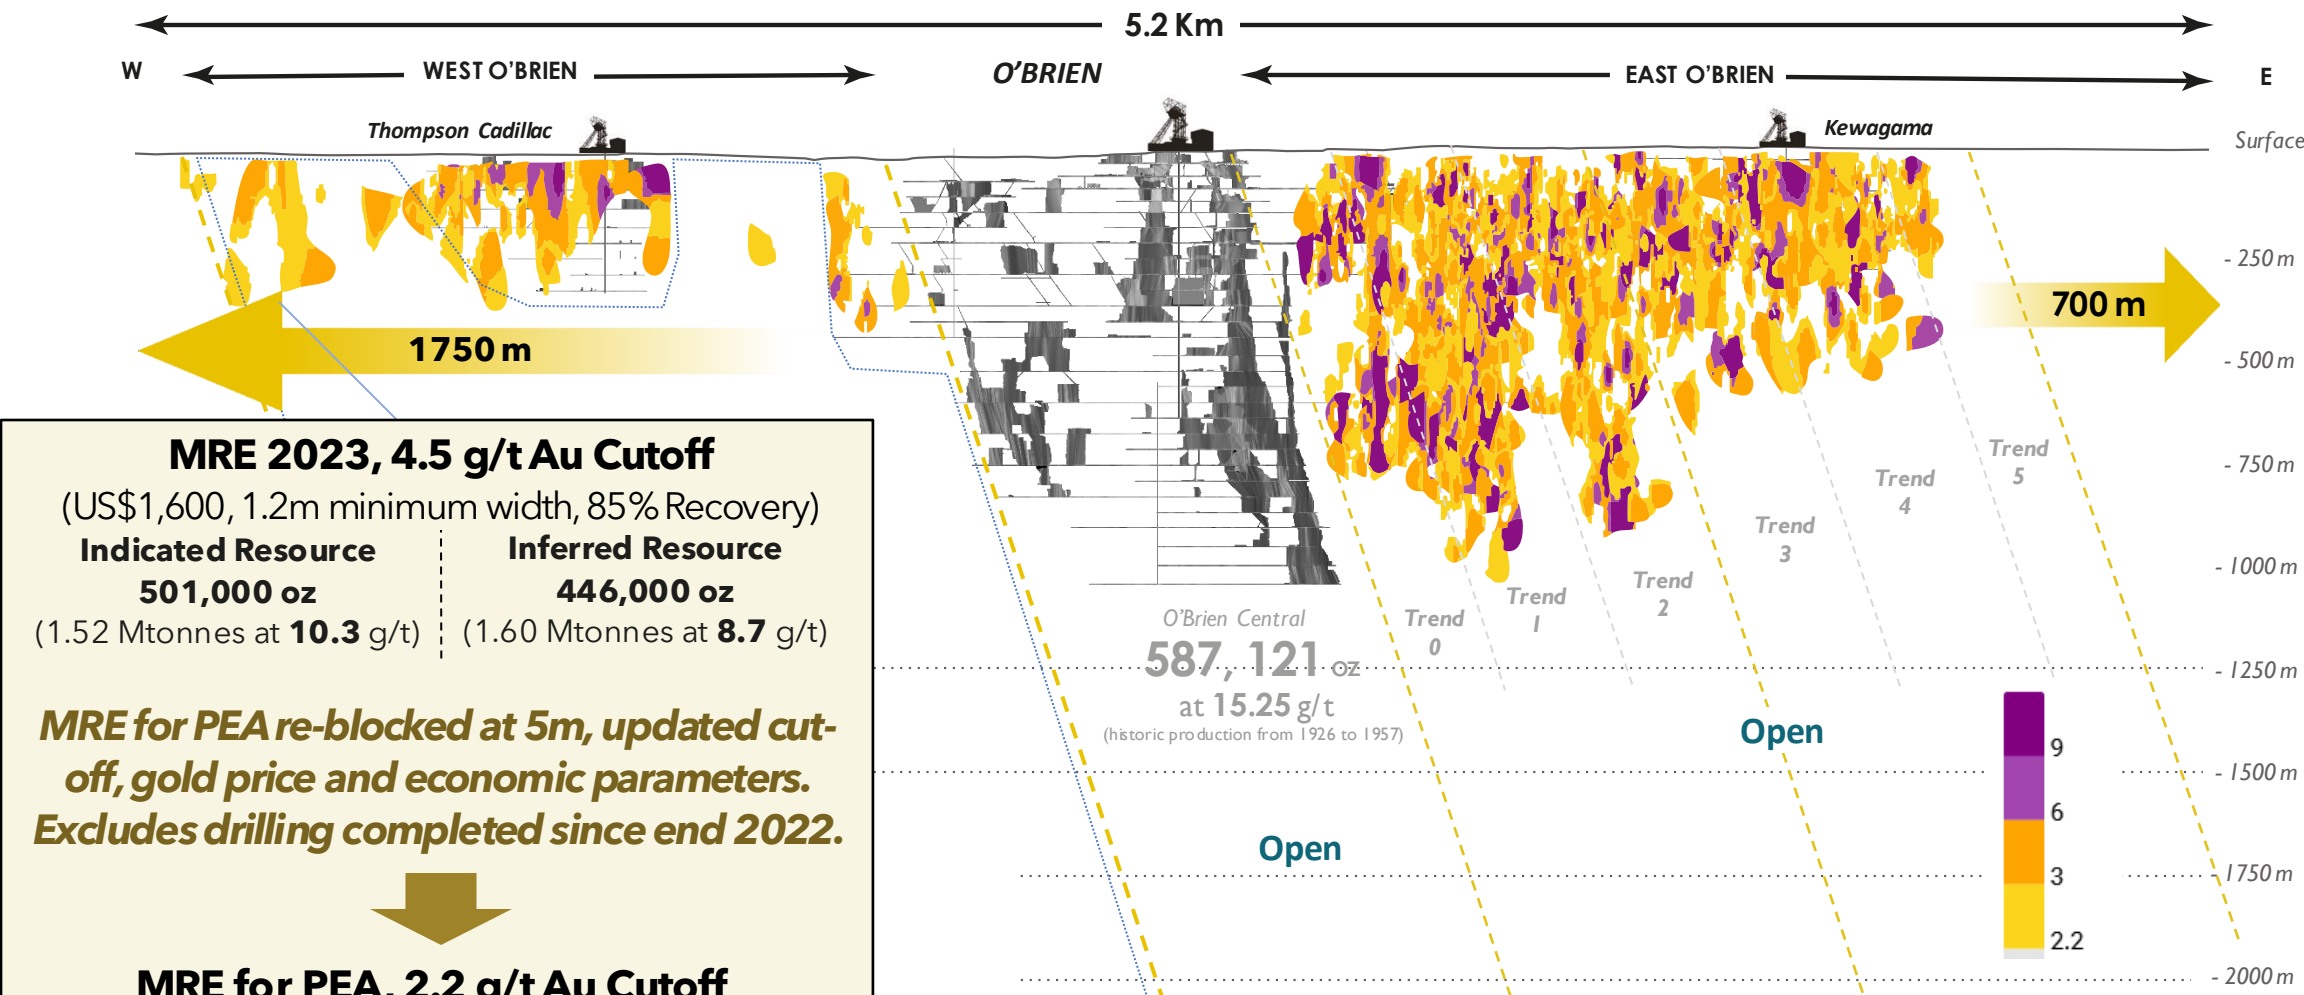 5.2 Km
W
WEST O'BRIEN
O'BRIEN
EAST O'BRIEN
E
Thompson Cadillac
Kewagama
Surface
- 250 m
700 m
1750 m
- 500 m
MRE 2023, 4.5 g/t Au Cutoff
(US$1,600, 1.2m minimum width, 85% Recovery)
Indicated Resource
501,000 oz
(1.52 Mtonnes at 10.3 g/t)
Inferred Resource
446,000 oz
(1.60 Mtonnes at 8.7 g/t)
MRE for PEA re-blocked at 5m, updated cut-
off, gold price and economic parameters.
Excludes drilling completed since end 2022.
MRE for PEA, 2.2 g/t Au Cutoff
O'Brien Central
587, 121 oz
at 15.25 g/t
(historic production from 1926 to 1957)
Trend
0
Trend
1
Trend
2
Trend
3
Trend
4
Trend
5
- 750 m
- 1000 m
- 1250 m
Open
Open
9
6
3
2.2
- 1500 m
- 1750 m
- 2000 m